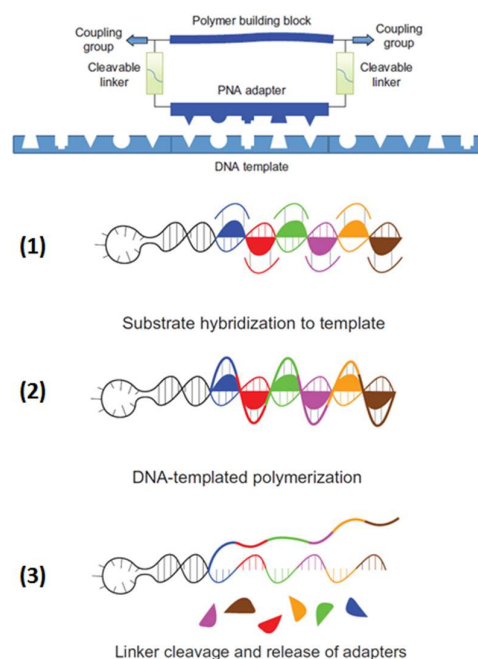 Polymer building block
Coupling
group
Coupling
group
Cleavable
linker
Cleavable
linker
PNA adapter
DNA template
(1)
Substrate hybridization to template
(2)
DNA-templated polymerization
(3)
Linker cleavage and release of adapters